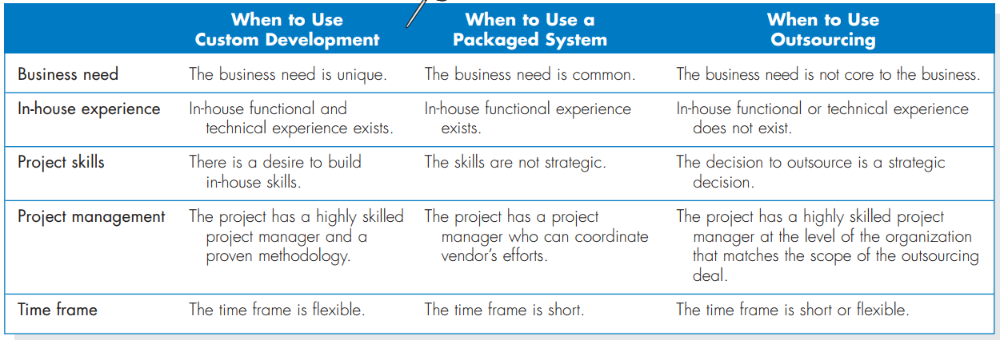 When to Use
Custom Development
When to Use a
Packaged System
When to Use
Outsourcing
Business need
The business need is unique.
The business need is common.
The business need is not core to the business.
In-house experience
In-house functional and
technical experience exists.
In-house functional experience
exists.
In-house functional or technical experience
does not exist.
Project skills
There is a desire to build
in-house skills.
The skills are not strategic.
The decision to outsource is a strategic
decision.
Project management
The project has a highly skilled
project manager and a
proven methodology.
The project has a project
manager who can coordinate
vendor’s efforts.
The project has a highly skilled project
manager at the level of the organization
that matches the scope of the outsourcing
deal.
Time frame
The time frame is flexible.
The time frame is short.
The time frame is short or flexible.